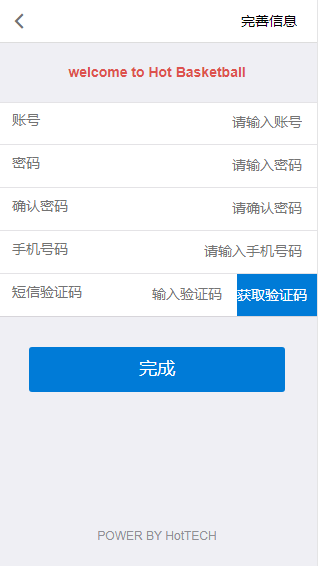 完善信息
welcome to Hot Basketball
账号 请输入账号
密码 请输入密码
确认密码 请确认密码
手机号码 请输入手机号码
短信验证码 输入验证码 获取验证码
完成
POWER BY HotTECH